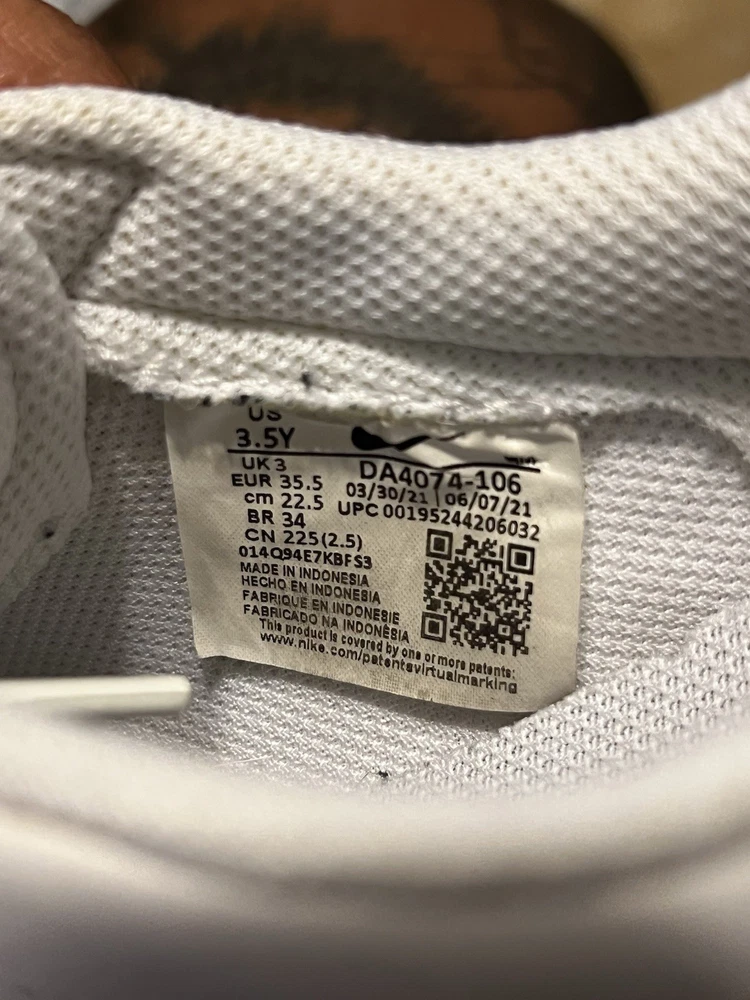 US
3.5Y
UK 3
EUR 35.5
cm 22.5
BR 34
CN 225(2.5)
DA4074-106
03/30/21 | 06/07/21
UPC 00195244206032
014Q94E7KBFS3
MADE IN INDONESIA
HECHO EN INDONESIA
FABRIQUE EN INDONESIE
FABRICADO NA INDONÉSIA
This product is covered by one or more patents:
www.nike.com/patentsvirtualmarking